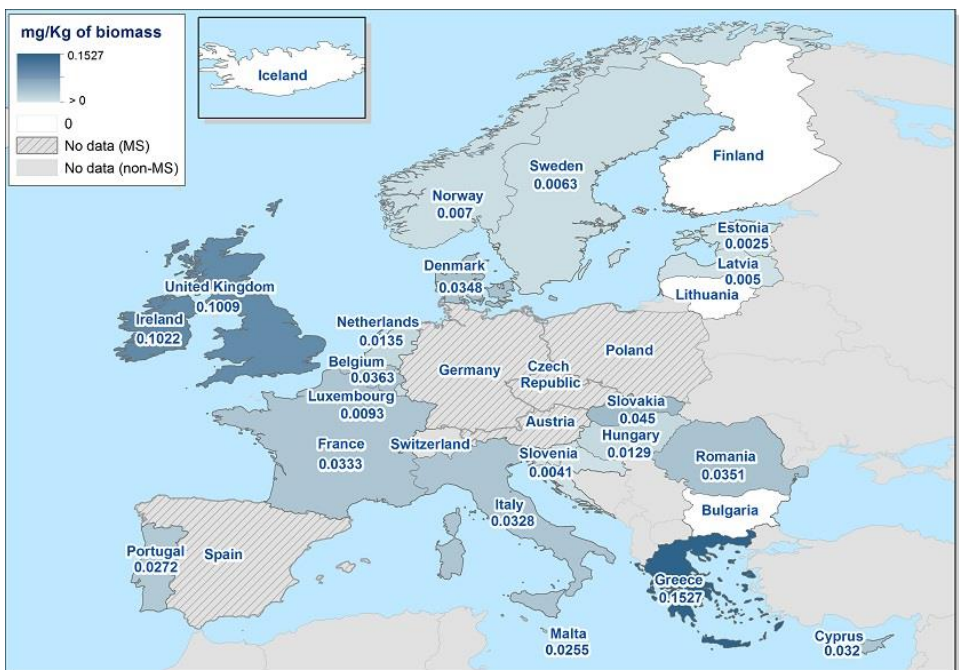 mg/Kg of biomass
0.1527
> 0
0
No data (MS)
No data (non-MS)
Iceland
Finland
Sweden
0.0063
Norway
0.007
Estonia
0.0025
Latvia
0.005
Lithuania
Denmark
0.0348
United Kingdom
0.1009
Ireland
0.1022
Netherlands
0.0135
Belgium
0.0363
Luxembourg
0.0093
Germany
Poland
Czech
Republic
Slovakia
0.045
Austria
Hungary
0.0129
France
0.0333
Switzerland
Slovenia
0.0041
Romania
0.0351
Italy
0.0328
Bulgaria
Portugal
0.0272
Spain
Greece
0.1527
Malta
0.0255
Cyprus
0.032